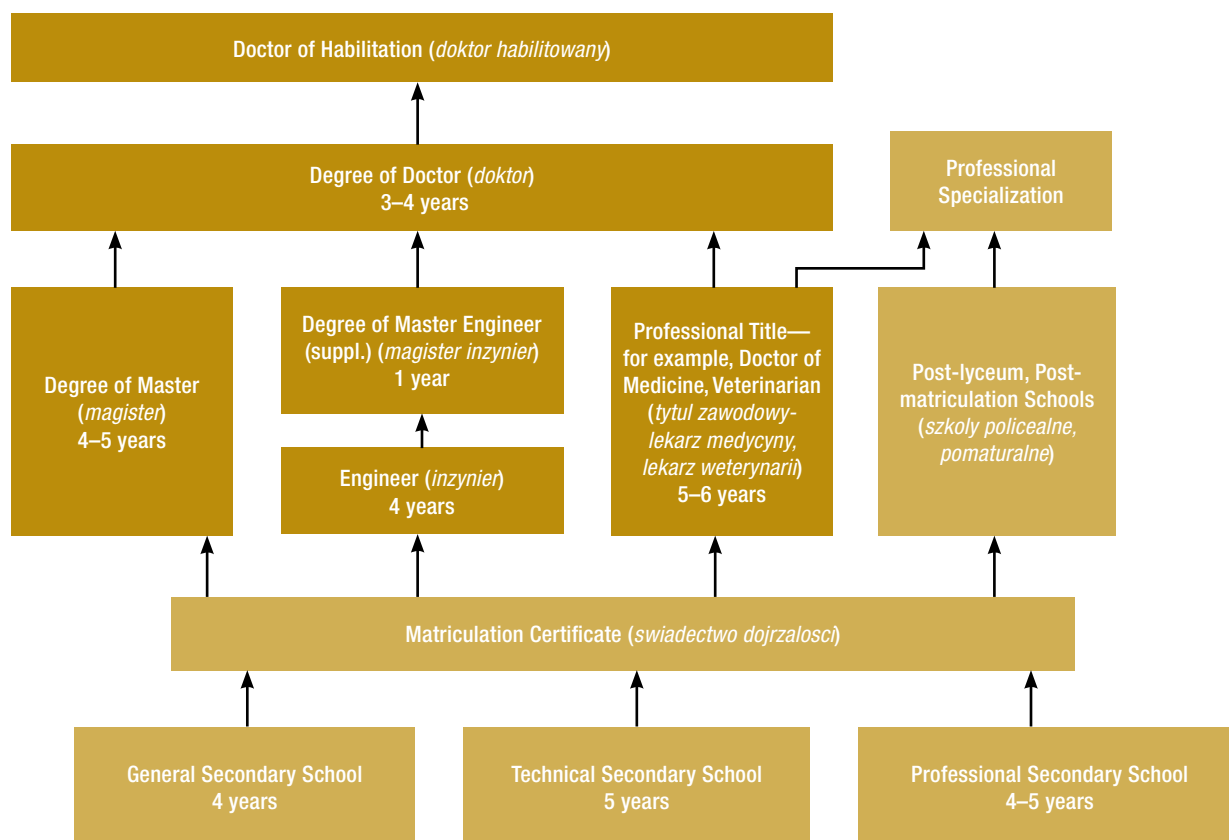 Doctor of Habilitation (doktor habilitowany)
Degree of Doctor (doktor)
3–4 years
Professional
Specialization
Degree of Master
(magister)
4–5 years
Degree of Master Engineer
(suppl.) (magister inzynier)
1 year
Engineer (inzynier)
4 years
Professional Title—
for example, Doctor of
Medicine, Veterinarian
(tytul zawodowy-
lekarz medycyny,
lekarz weterynarii)
5–6 years
Post-lyceum, Post-
matriculation Schools
(szkoly policealne,
pomaturalne)
Matriculation Certificate (swiadectwo dojrzalosci)
General Secondary School
4 years
Technical Secondary School
5 years
Professional Secondary School
4–5 years